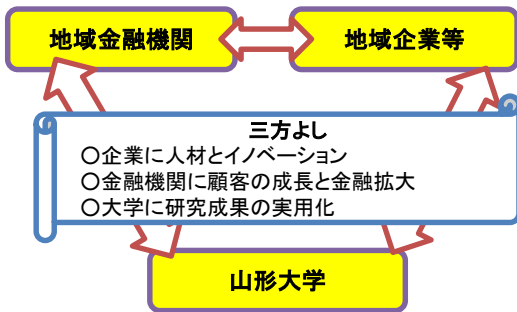 地域金融機関
地域企業等
三方よし
○企業に人材とイノベーション
○金融機関に顧客の成長と金融拡大
○大学に研究成果の実用化
山形大学